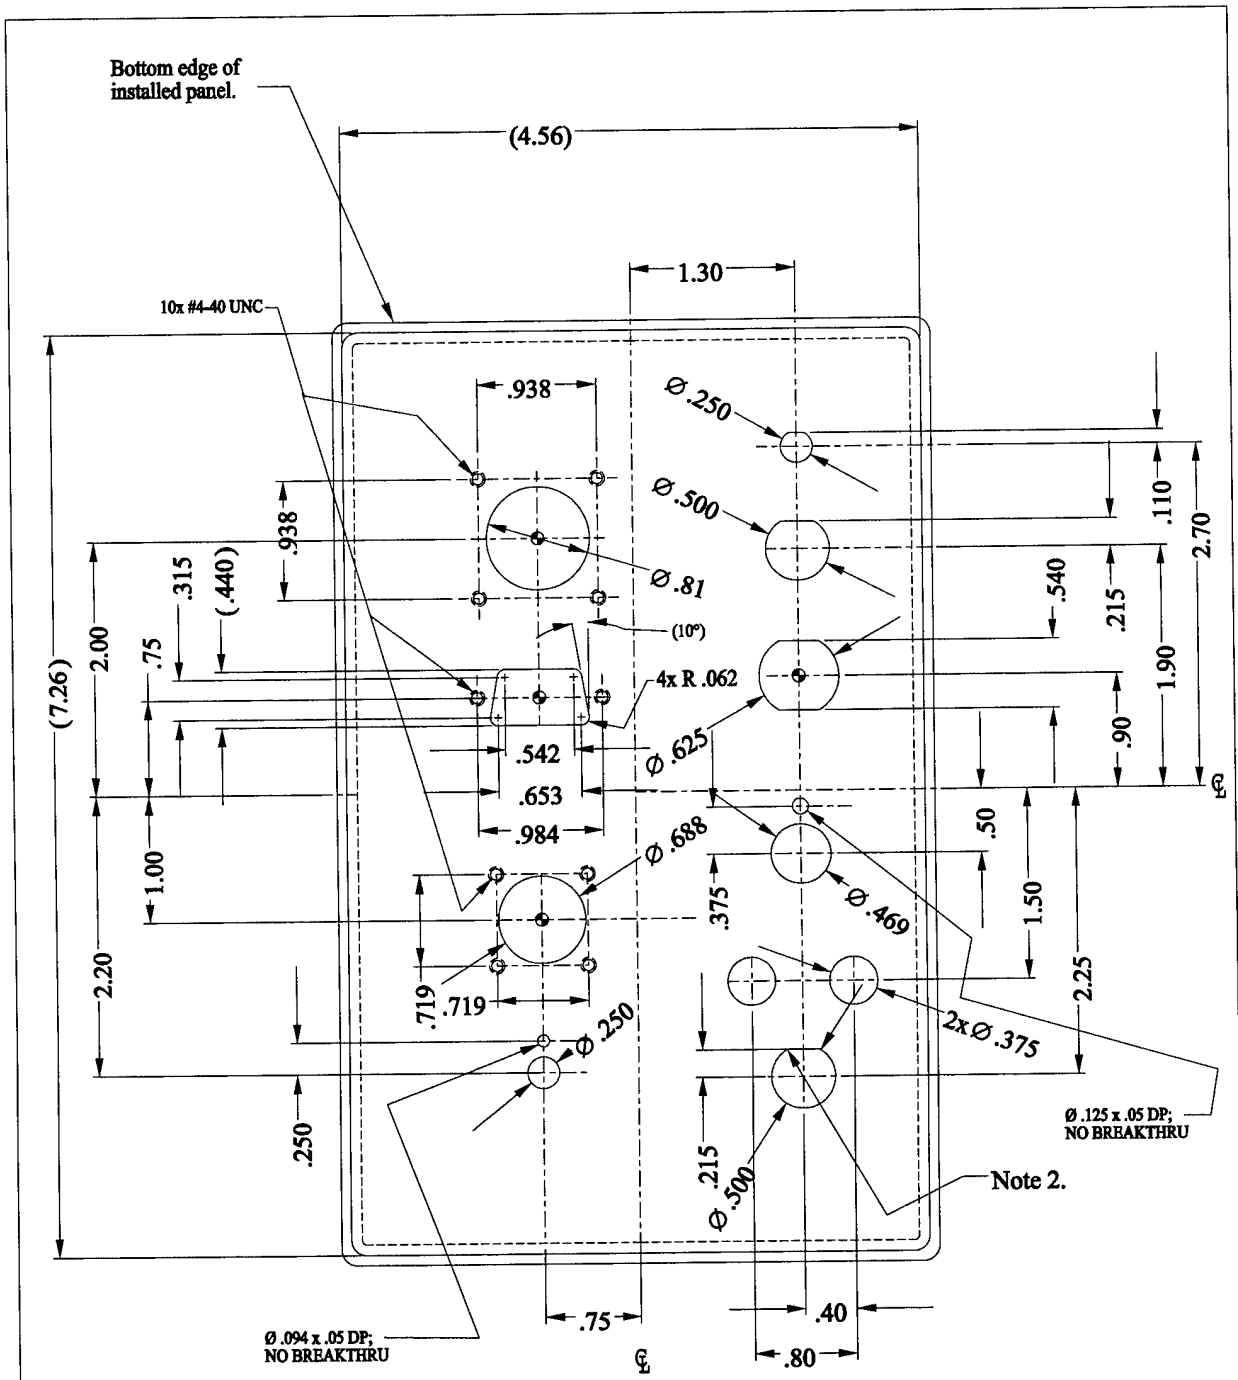 Bottom edge of
installed panel.
(4.56)
1.30
10x #4-40 UNC
.938
Ø .250
.938
Ø .500
.110
2.70
.315
(.440)
Ø .81
.540
.215
(7.26)
2.00
.75
(10°)
1.90
4x R .062
.90
.542
Ø .625
.653
℄
.984
.50
1.00
Ø .688
.375
Ø .469
1.50
2.20
2.25
.719
.719
Ø .250
2x Ø .375
.250
.215
Ø .500
Ø .125 x .05 DP;
NO BREAKTHRU
Note 2.
.75
.40
Ø .094 x .05 DP;
NO BREAKTHRU
℄
.80